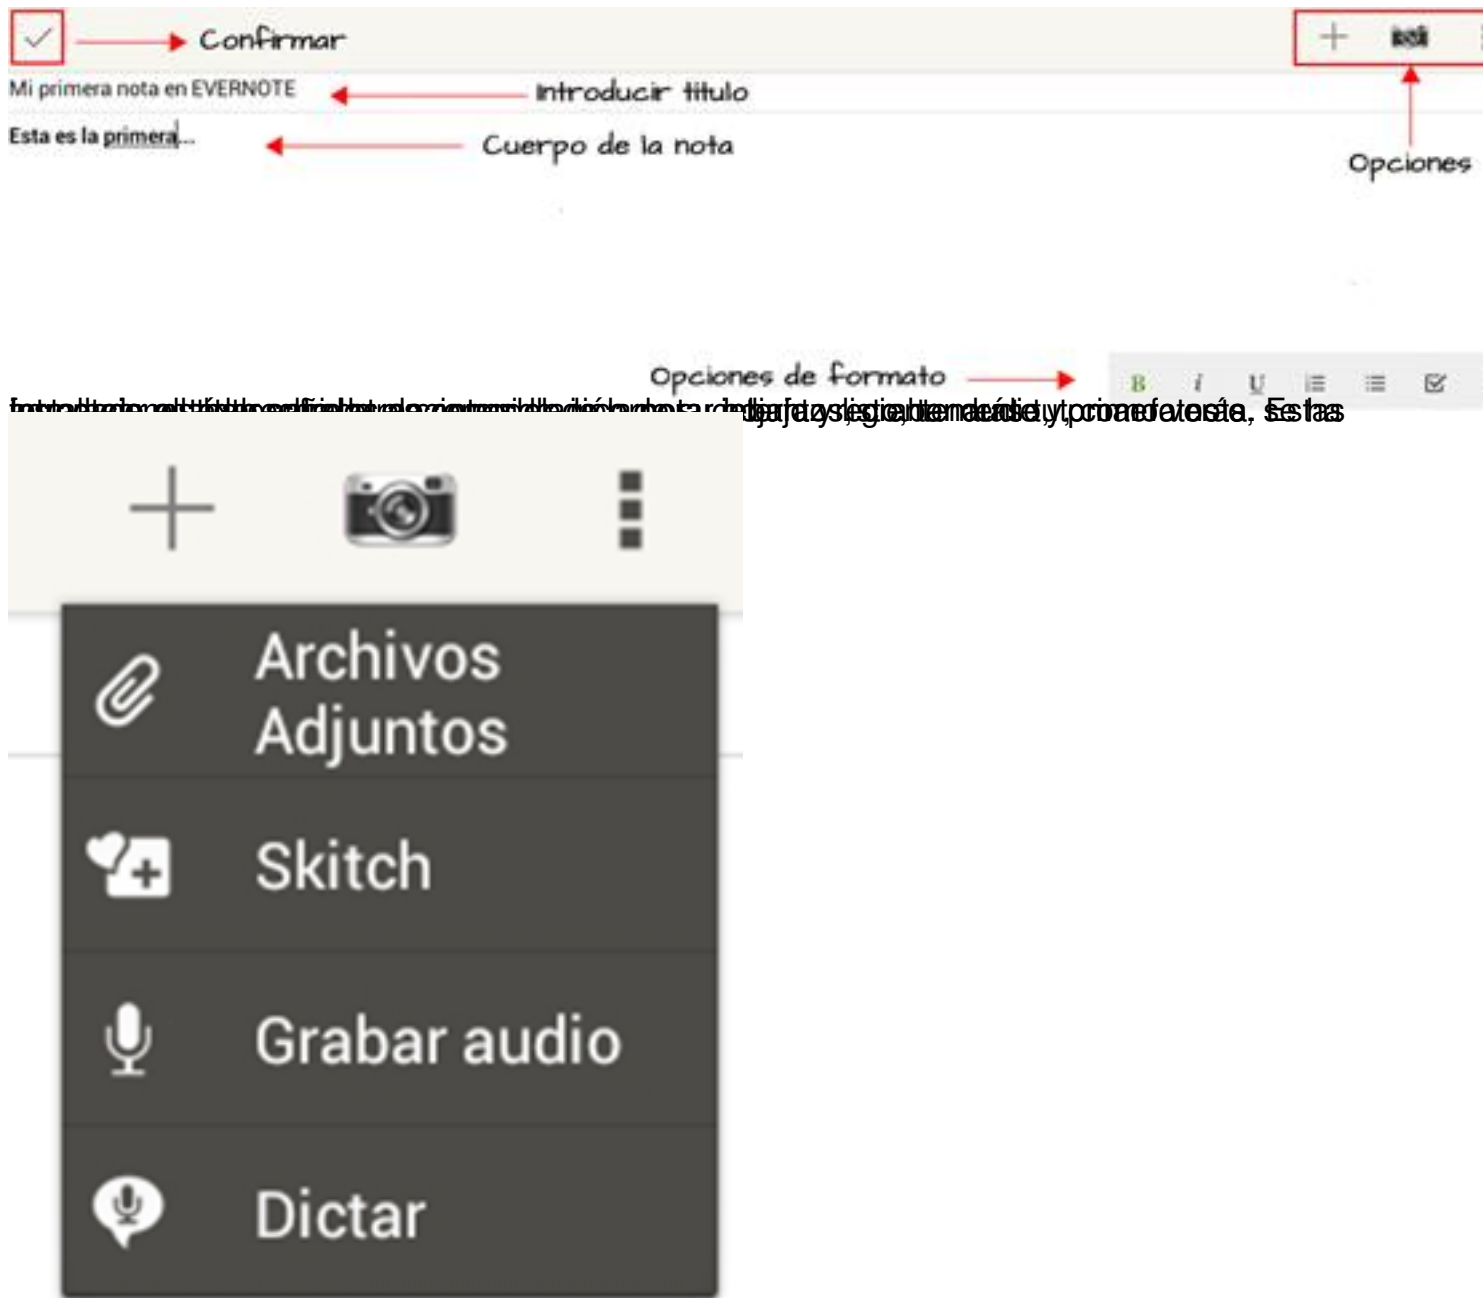 Confirmar
Mi primera nota en EVERNOTE
Introducir titulo
Esta es la primera...
Cuerpo de la nota
Opciones
Opciones de formato
B i U
Archivos
Adjuntos
Skitch
Grabar audio
Dictar